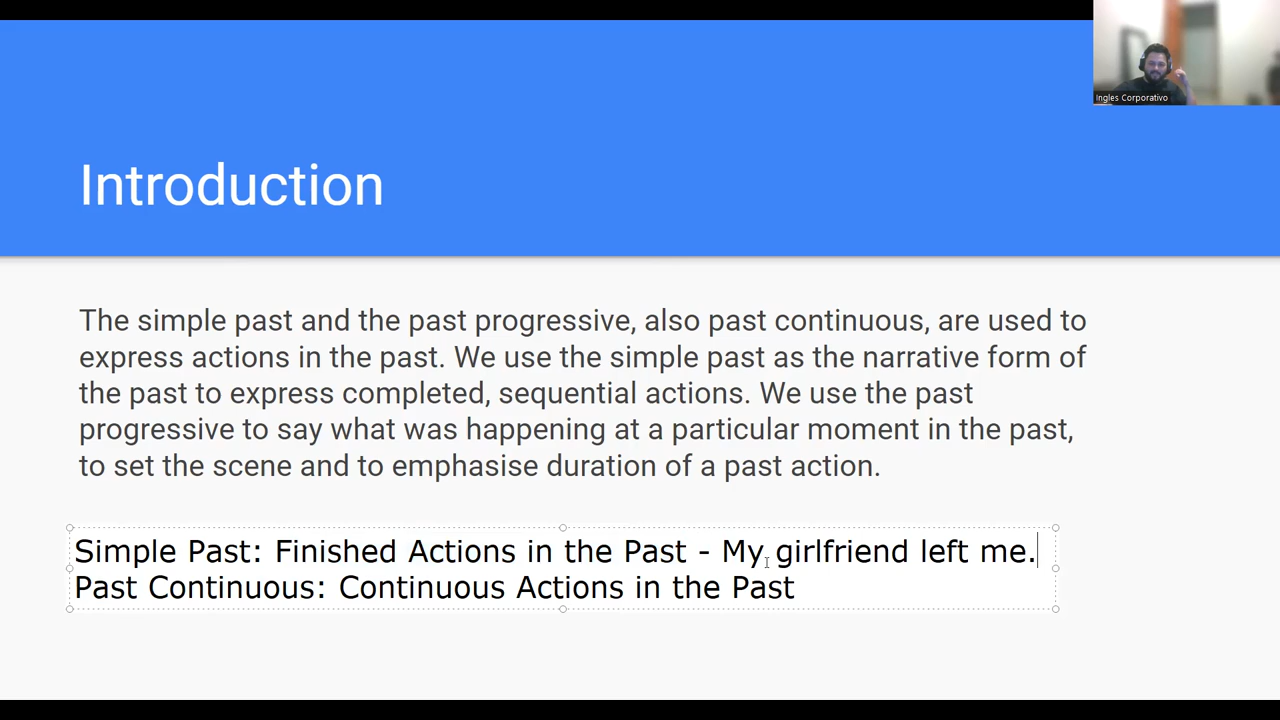 Ingles Corporativo
Introduction
The simple past and the past progressive, also past continuous, are used to
express actions in the past. We use the simple past as the narrative form of
the past to express completed, sequential actions. We use the past
progressive to say what was happening at a particular moment in the past,
to set the scene and to emphasise duration of a past action.
Simple Past: Finished Actions in the Past - My girlfriend left me.
Past Continuous: Continuous Actions in the Past